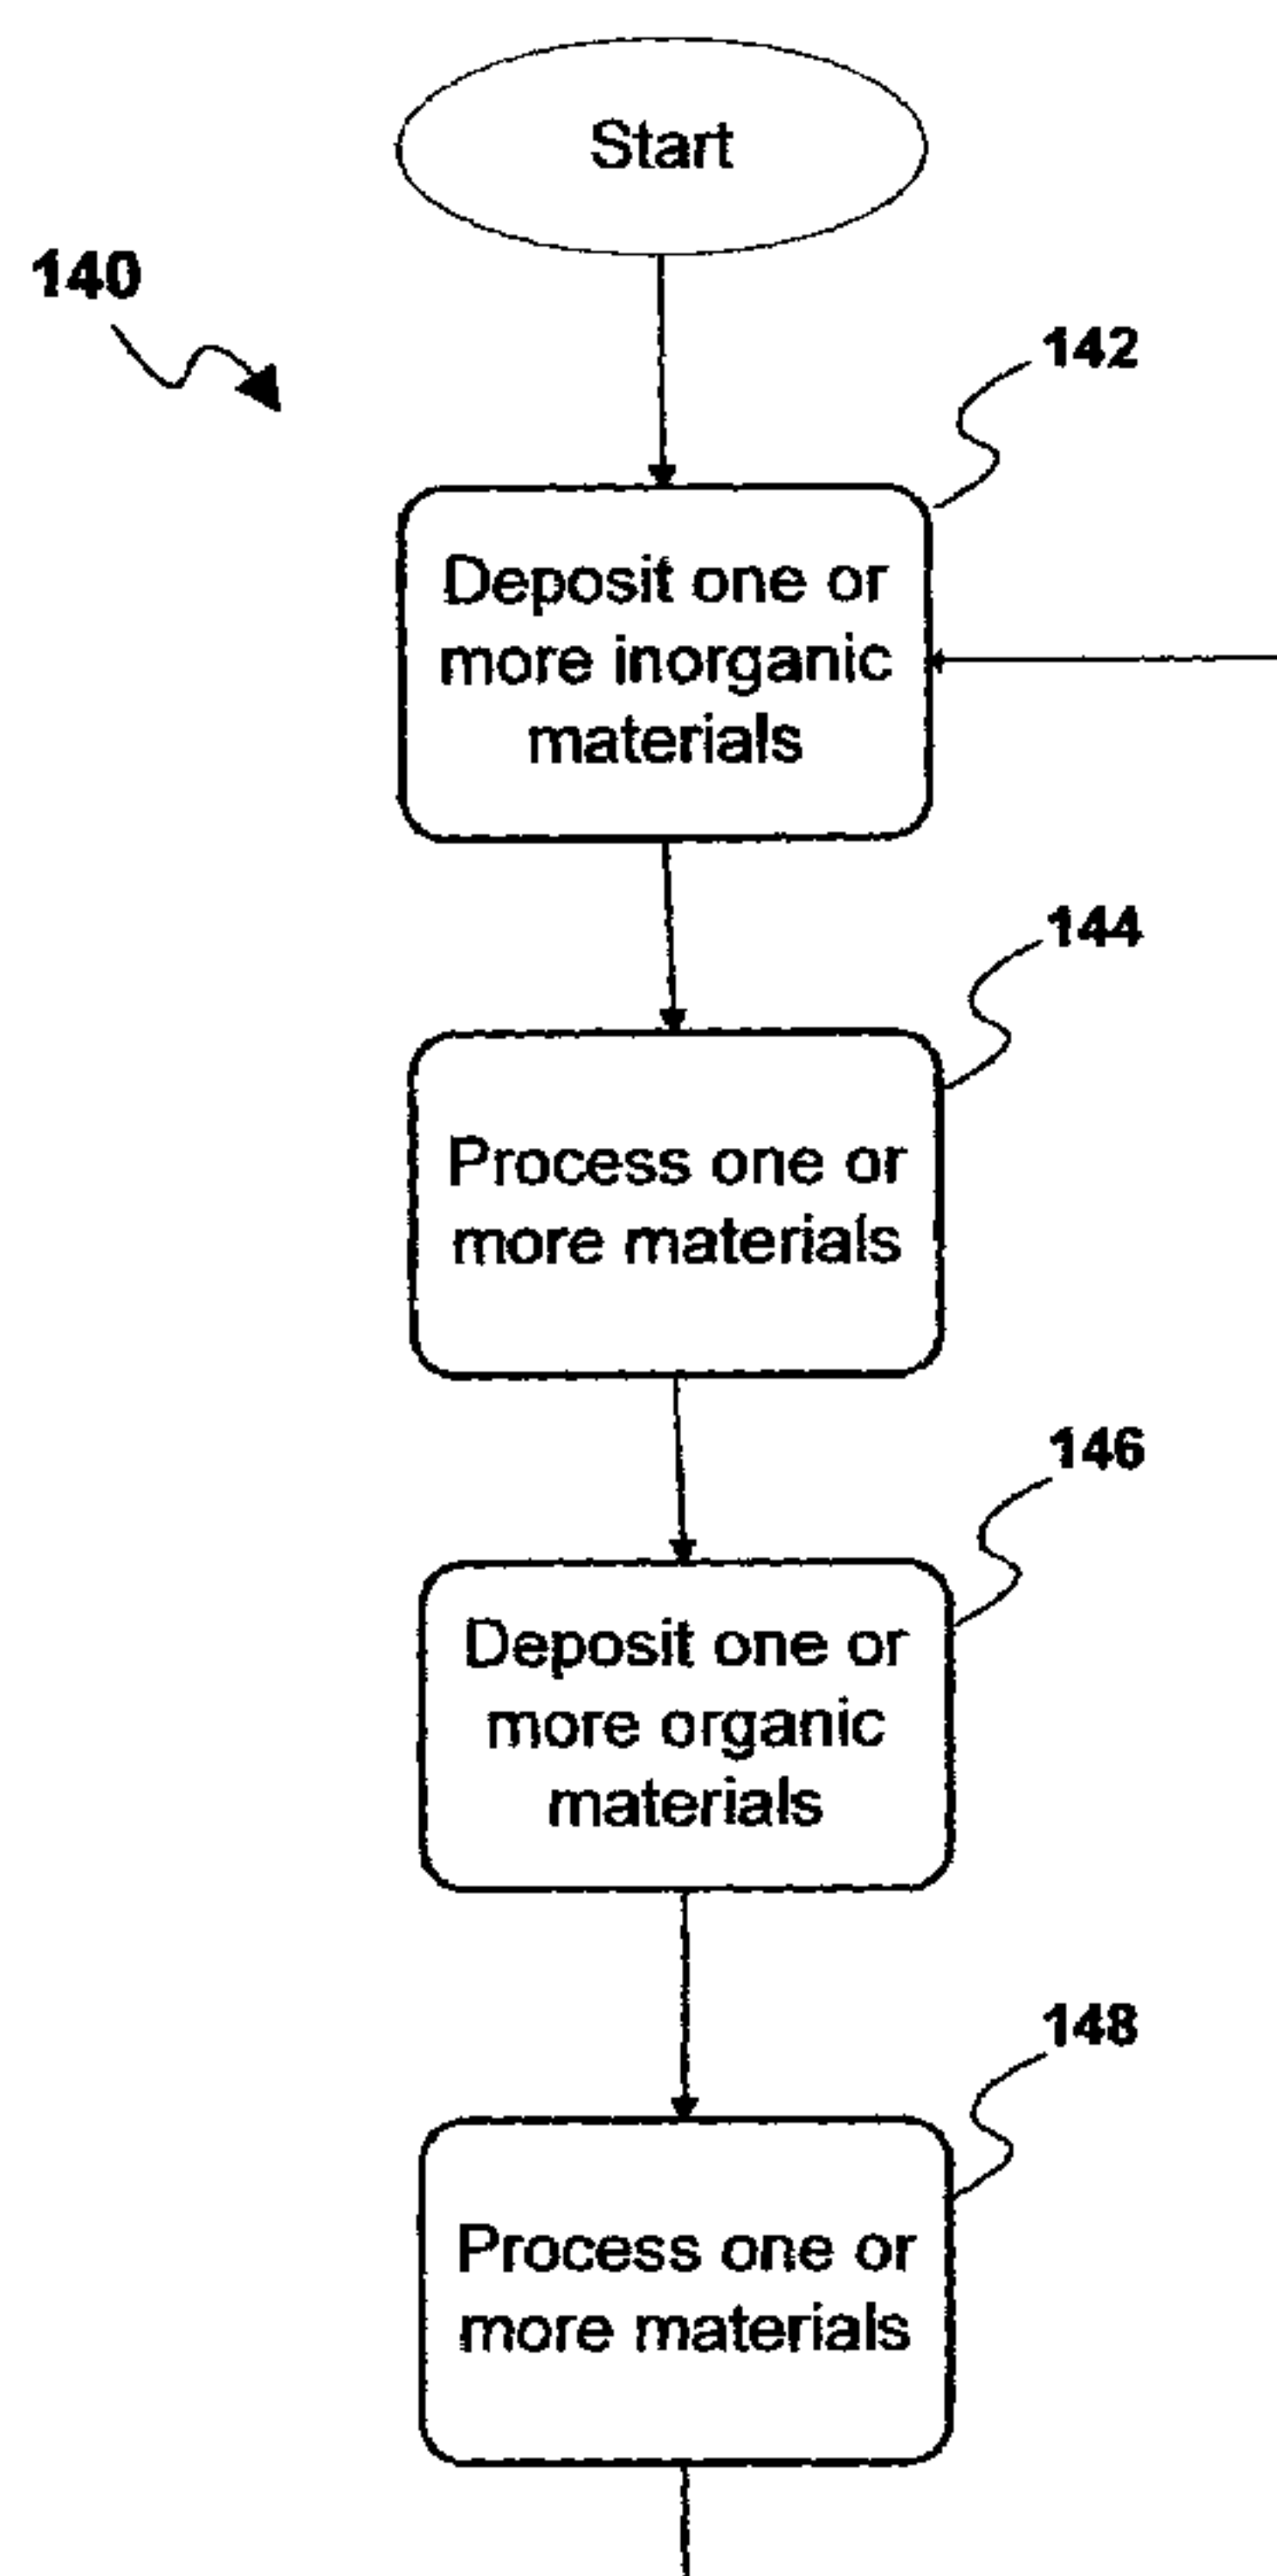 Start
140
142
Deposit one or
more inorganic
materials
144
Process one or
more materials
146
Deposit one or
more organic
materials
148
Process one or
more materials